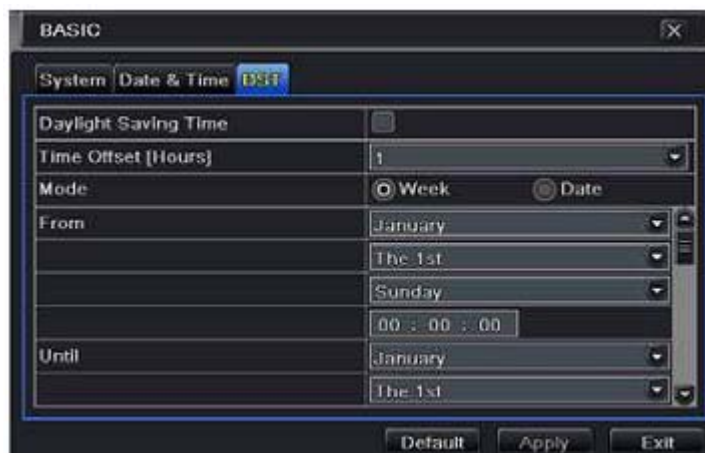 BASIC
System Date & Time DST
Daylight Saving Time
Time Offset [Hours] 1
Mode Week Date
From January
The 1st
Sunday
00 : 00 : 00
Until January
The 1st
Default Apply Exit